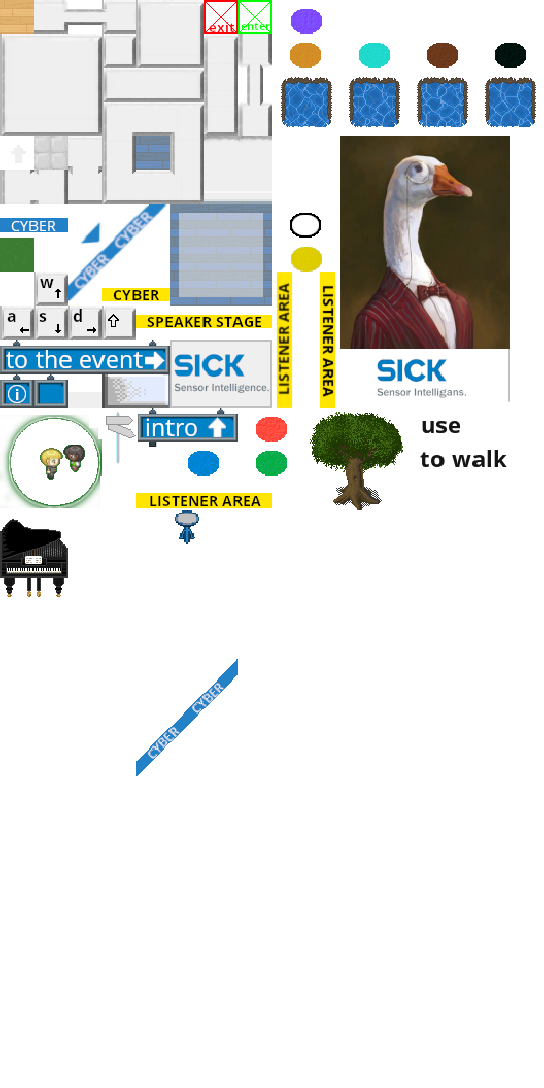 exit
enter
CYBER
CYBER CYBER
w
CYBER
a
s
d
SPEAKER STAGE
LISTENER AREA
LISTENER AREA
to the event
SICK
Sensor Intelligence.
SICK
Sensor Intelligans.
i
intro
use
to walk
LISTENER AREA
CYBER CYBER